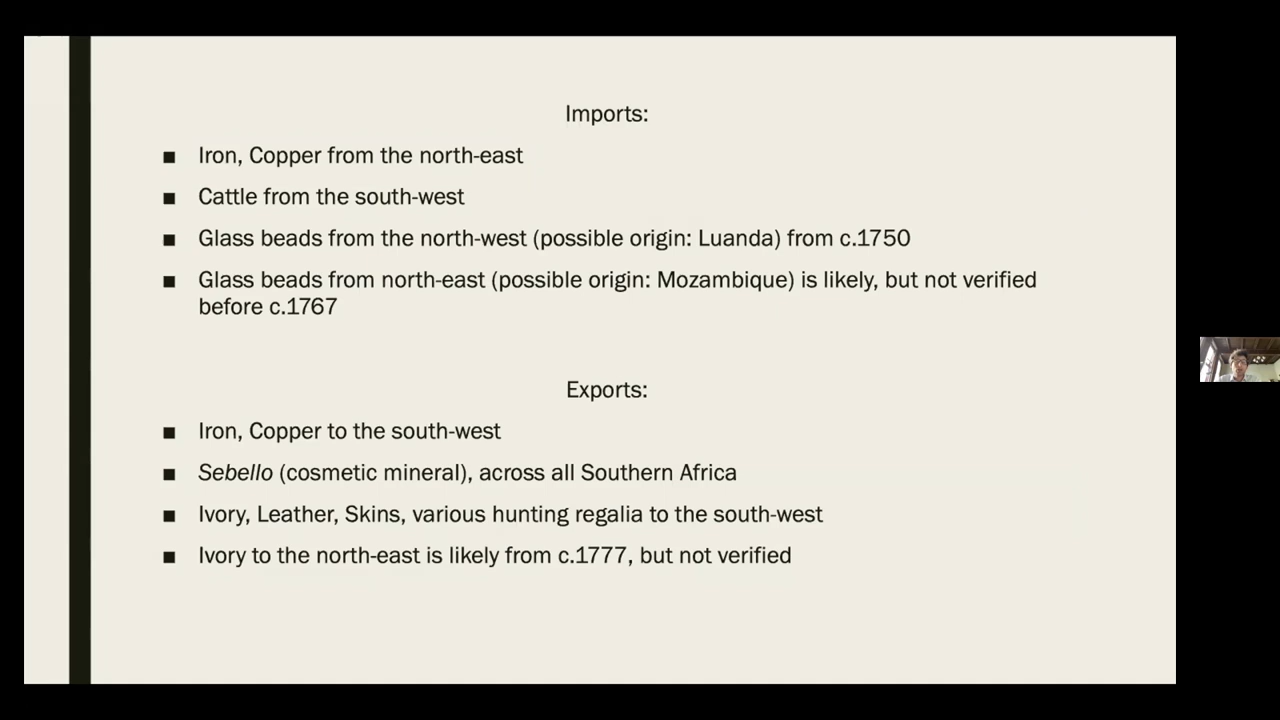 Imports:
■ Iron, Copper from the north-east
■ Cattle from the south-west
■ Glass beads from the north-west (possible origin: Luanda) from c.1750
■ Glass beads from north-east (possible origin: Mozambique) is likely, but not verified
before c.1767
Exports:
■ Iron, Copper to the south-west
■ Sebello (cosmetic mineral), across all Southern Africa
■ Ivory, Leather, Skins, various hunting regalia to the south-west
■ Ivory to the north-east is likely from c.1777, but not verified